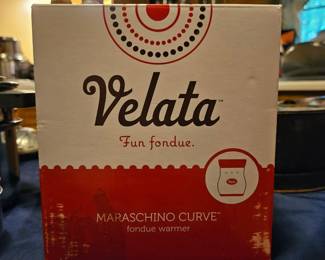 Velata™
Fun fondue.
MARASCHINO CURVE™
fondue warmer